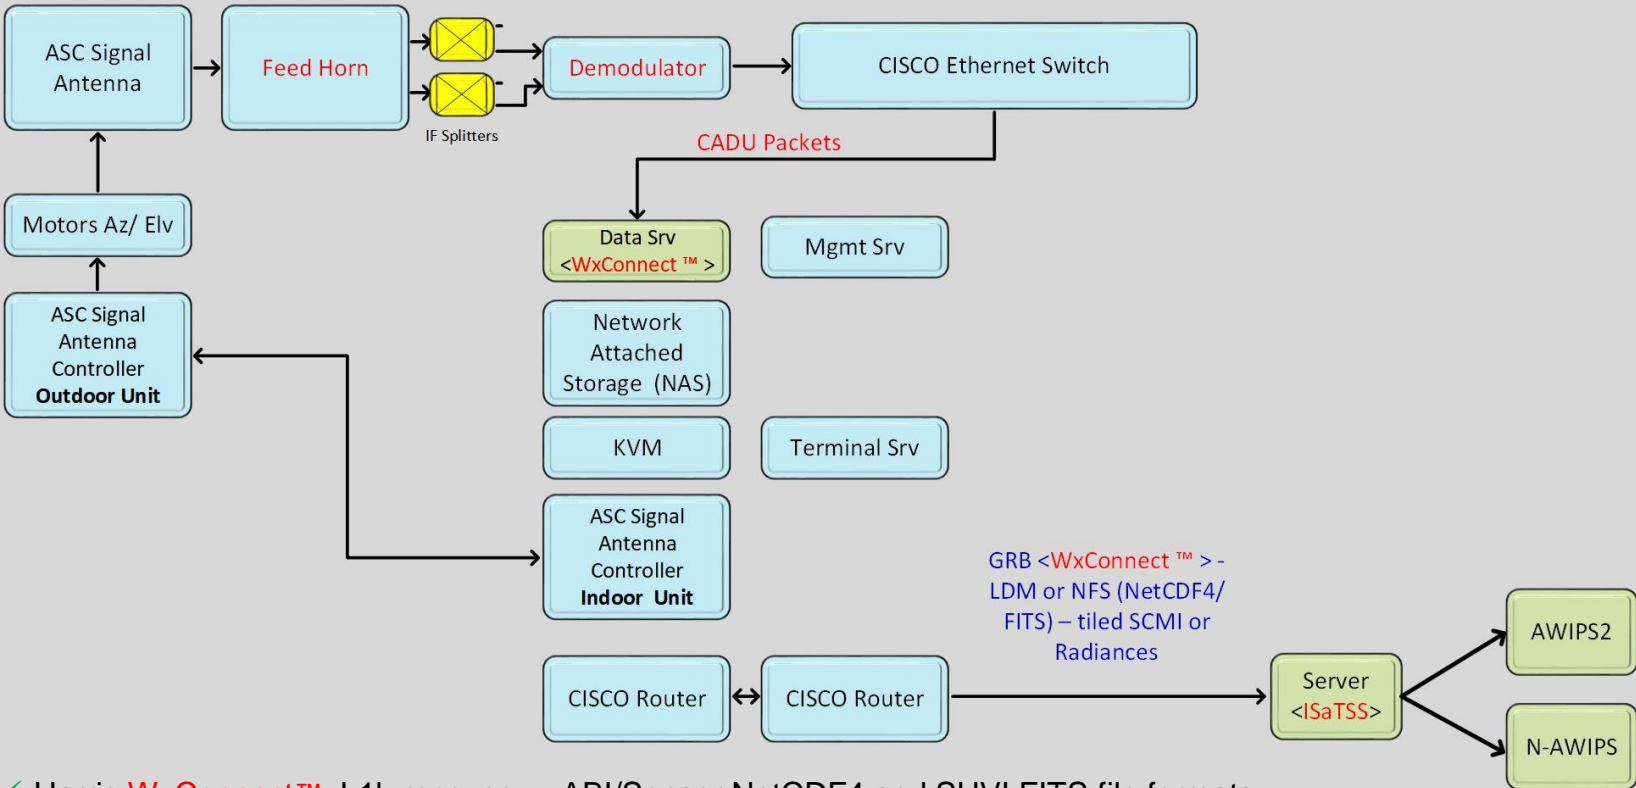 ASC Signal
Antenna
Feed Horn
IF Splitters
Demodulator
CISCO Ethernet Switch
CADU Packets
Motors Az/ Elv
ASC Signal
Antenna
Controller
Outdoor Unit
Data Srv
<WxConnect ™ >
Mgmt Srv
Network
Attached
Storage (NAS)
KVM
Terminal Srv
ASC Signal
Antenna
Controller
Indoor Unit
CISCO Router
CISCO Router
GRB <WxConnect ™ > -
LDM or NFS (NetCDF4/
FITS) – tiled SCMI or
Radiances
Server
<ISaTSS>
AWIPS2
N-AWIPS